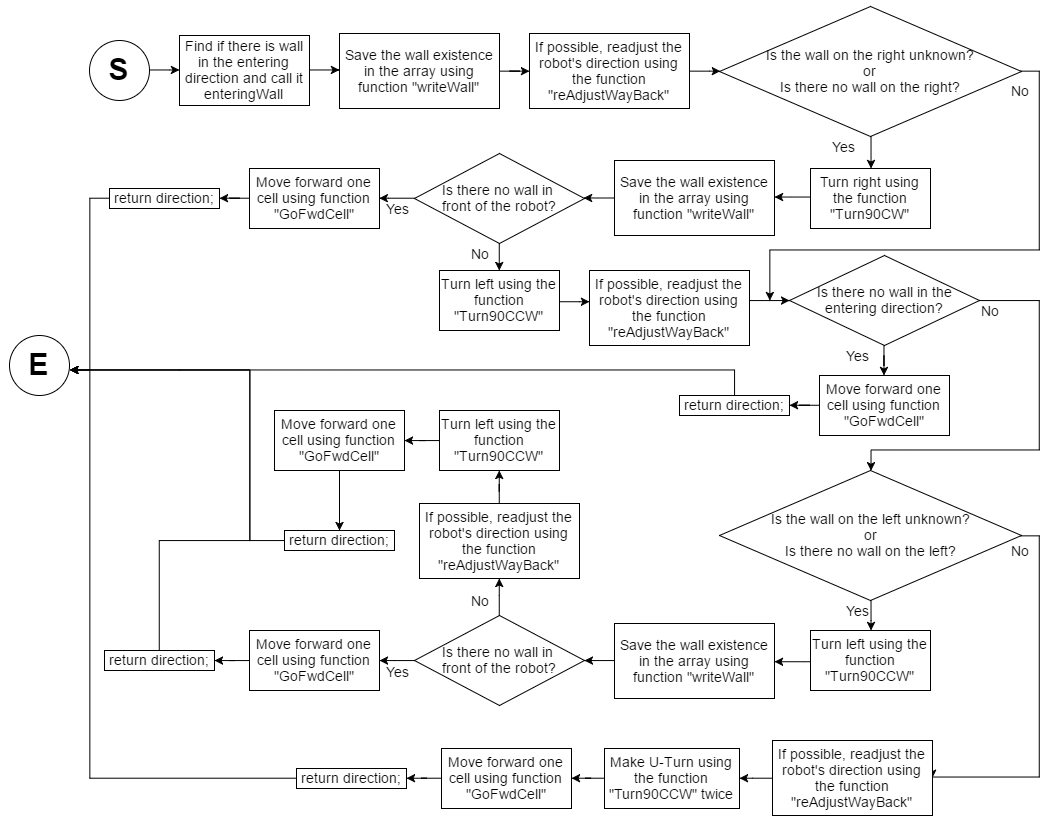 S
Find if there is wall
in the entering
direction and call it
enteringWall
Save the wall existence
in the array using
function "writeWall"
If possible, readjust the
robot's direction using
the function
"reAdjustWayBack"
Is the wall on the right unknown?
or
Is there no wall on the right?
No
Yes
Turn right using
the function
"Turn90CW"
Save the wall existence
in the array using
function "writeWall"
Is there no wall in
front of the robot?
Yes
Move forward one
cell using function
"GoFwdCell"
return direction;
No
Turn left using the
function
"Turn90CCW"
If possible, readjust the
robot's direction using
the function
"reAdjustWayBack"
Is there no wall in the
entering direction?
No
Yes
Move forward one
cell using function
"GoFwdCell"
return direction;
E
Is the wall on the left unknown?
or
Is there no wall on the left?
No
Yes
Turn left using the
function
"Turn90CCW"
Save the wall existence
in the array using
function "writeWall"
Is there no wall in
front of the robot?
No
If possible, readjust the
robot's direction using
the function
"reAdjustWayBack"
Turn left using the
function
"Turn90CCW"
Move forward one
cell using function
"GoFwdCell"
return direction;
Yes
Move forward one
cell using function
"GoFwdCell"
return direction;
If possible, readjust the
robot's direction using
the function
"reAdjustWayBack"
Make U-Turn using
the function
"Turn90CCW" twice
Move forward one
cell using function
"GoFwdCell"
return direction;